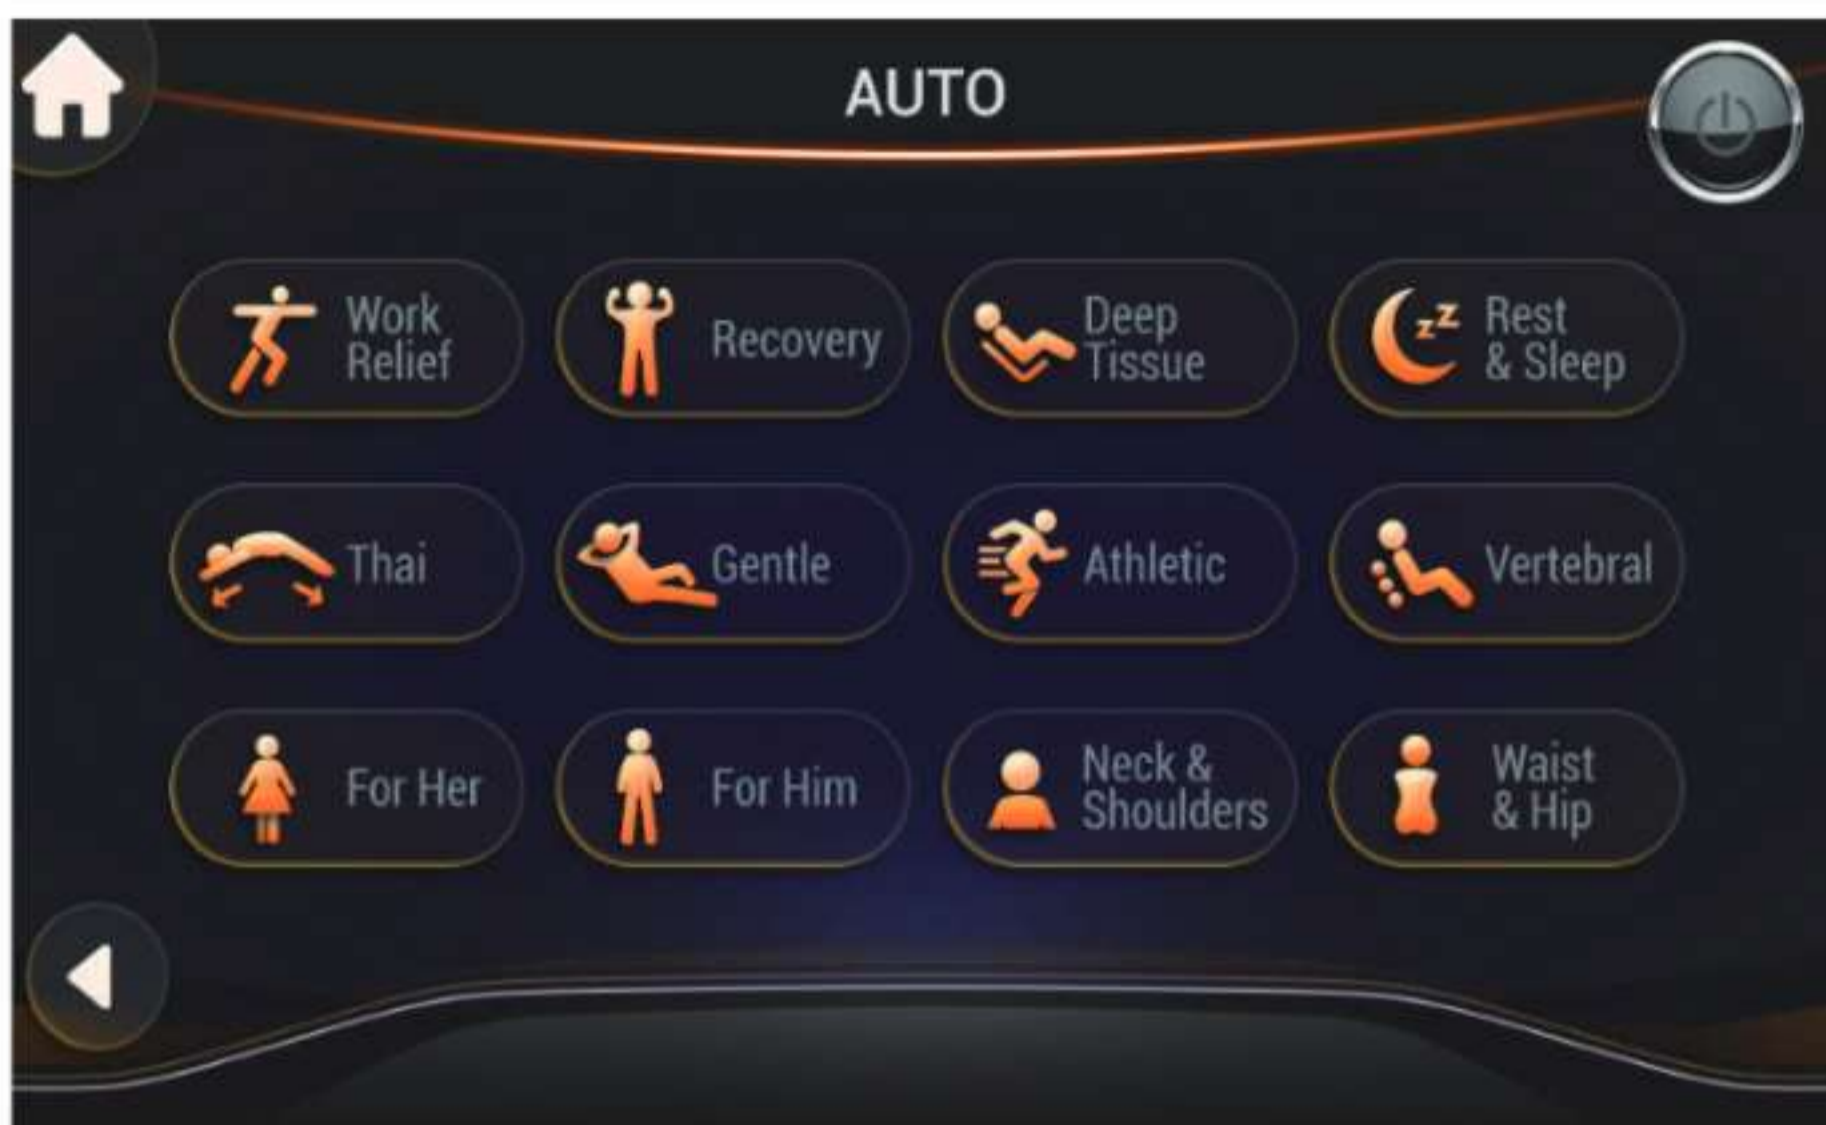 AUTO
Work
Relief
Recovery
Deep
Tissue
zz
Rest
& Sleep
Thai
Gentle
Athletic
Vertebral
For Her
For Him
Neck &
Shoulders
Waist
& Hip